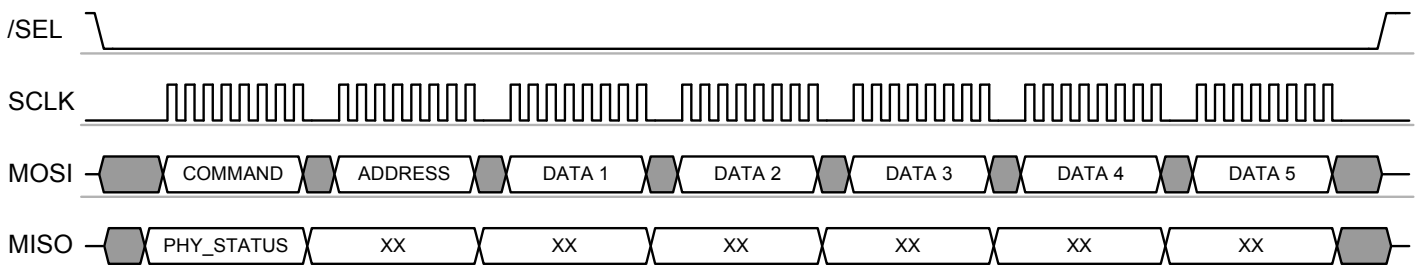 /SEL
SCLK
MOSI COMMAND ADDRESS DATA 1 DATA 2 DATA 3 DATA 4 DATA 5
MISO PHY_STATUS XX XX XX XX XX XX